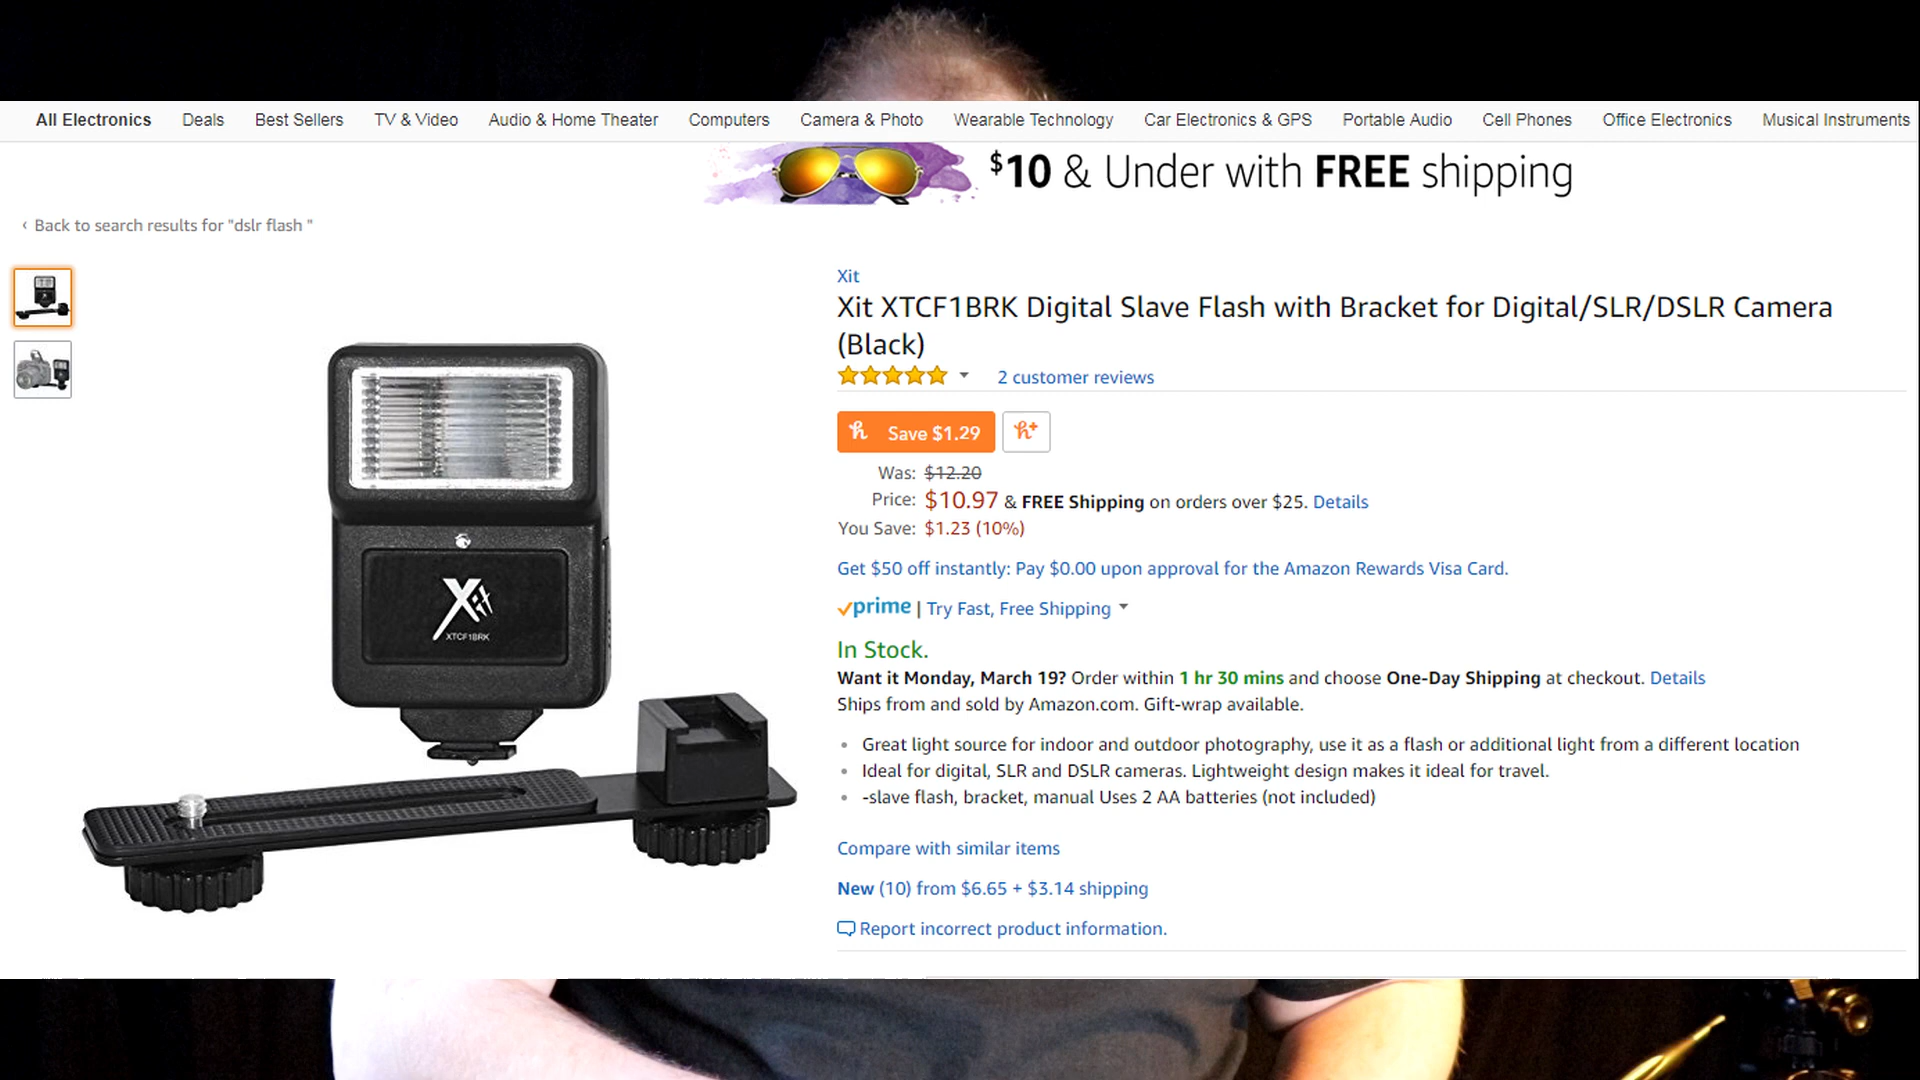 All Electronics Deals Best Sellers TV & Video Audio & Home Theater Computers Camera & Photo Wearable Technology Car Electronics & GPS Portable Audio Cell Phones Office Electronics Musical Instruments
$10 & Under with FREE shipping
‹ Back to search results for "dslr flash "
Xit
Xit XTCF1BRK Digital Slave Flash with Bracket for Digital/SLR/DSLR Camera
(Black)
2 customer reviews
h Save $1.29 h+
Was: $12.20
Price: $10.97 & FREE Shipping on orders over $25. Details
You Save: $1.23 (10%)
Get $50 off instantly: Pay $0.00 upon approval for the Amazon Rewards Visa Card.
prime | Try Fast, Free Shipping
In Stock.
Want it Monday, March 19? Order within 1 hr 30 mins and choose One-Day Shipping at checkout. Details
Ships from and sold by Amazon.com. Gift-wrap available.
• Great light source for indoor and outdoor photography, use it as a flash or additional light from a different location
• Ideal for digital, SLR and DSLR cameras. Lightweight design makes it ideal for travel.
• -slave flash, bracket, manual Uses 2 AA batteries (not included)
Compare with similar items
New (10) from $6.65 + $3.14 shipping
Report incorrect product information.
Xit
XTCF1BRK